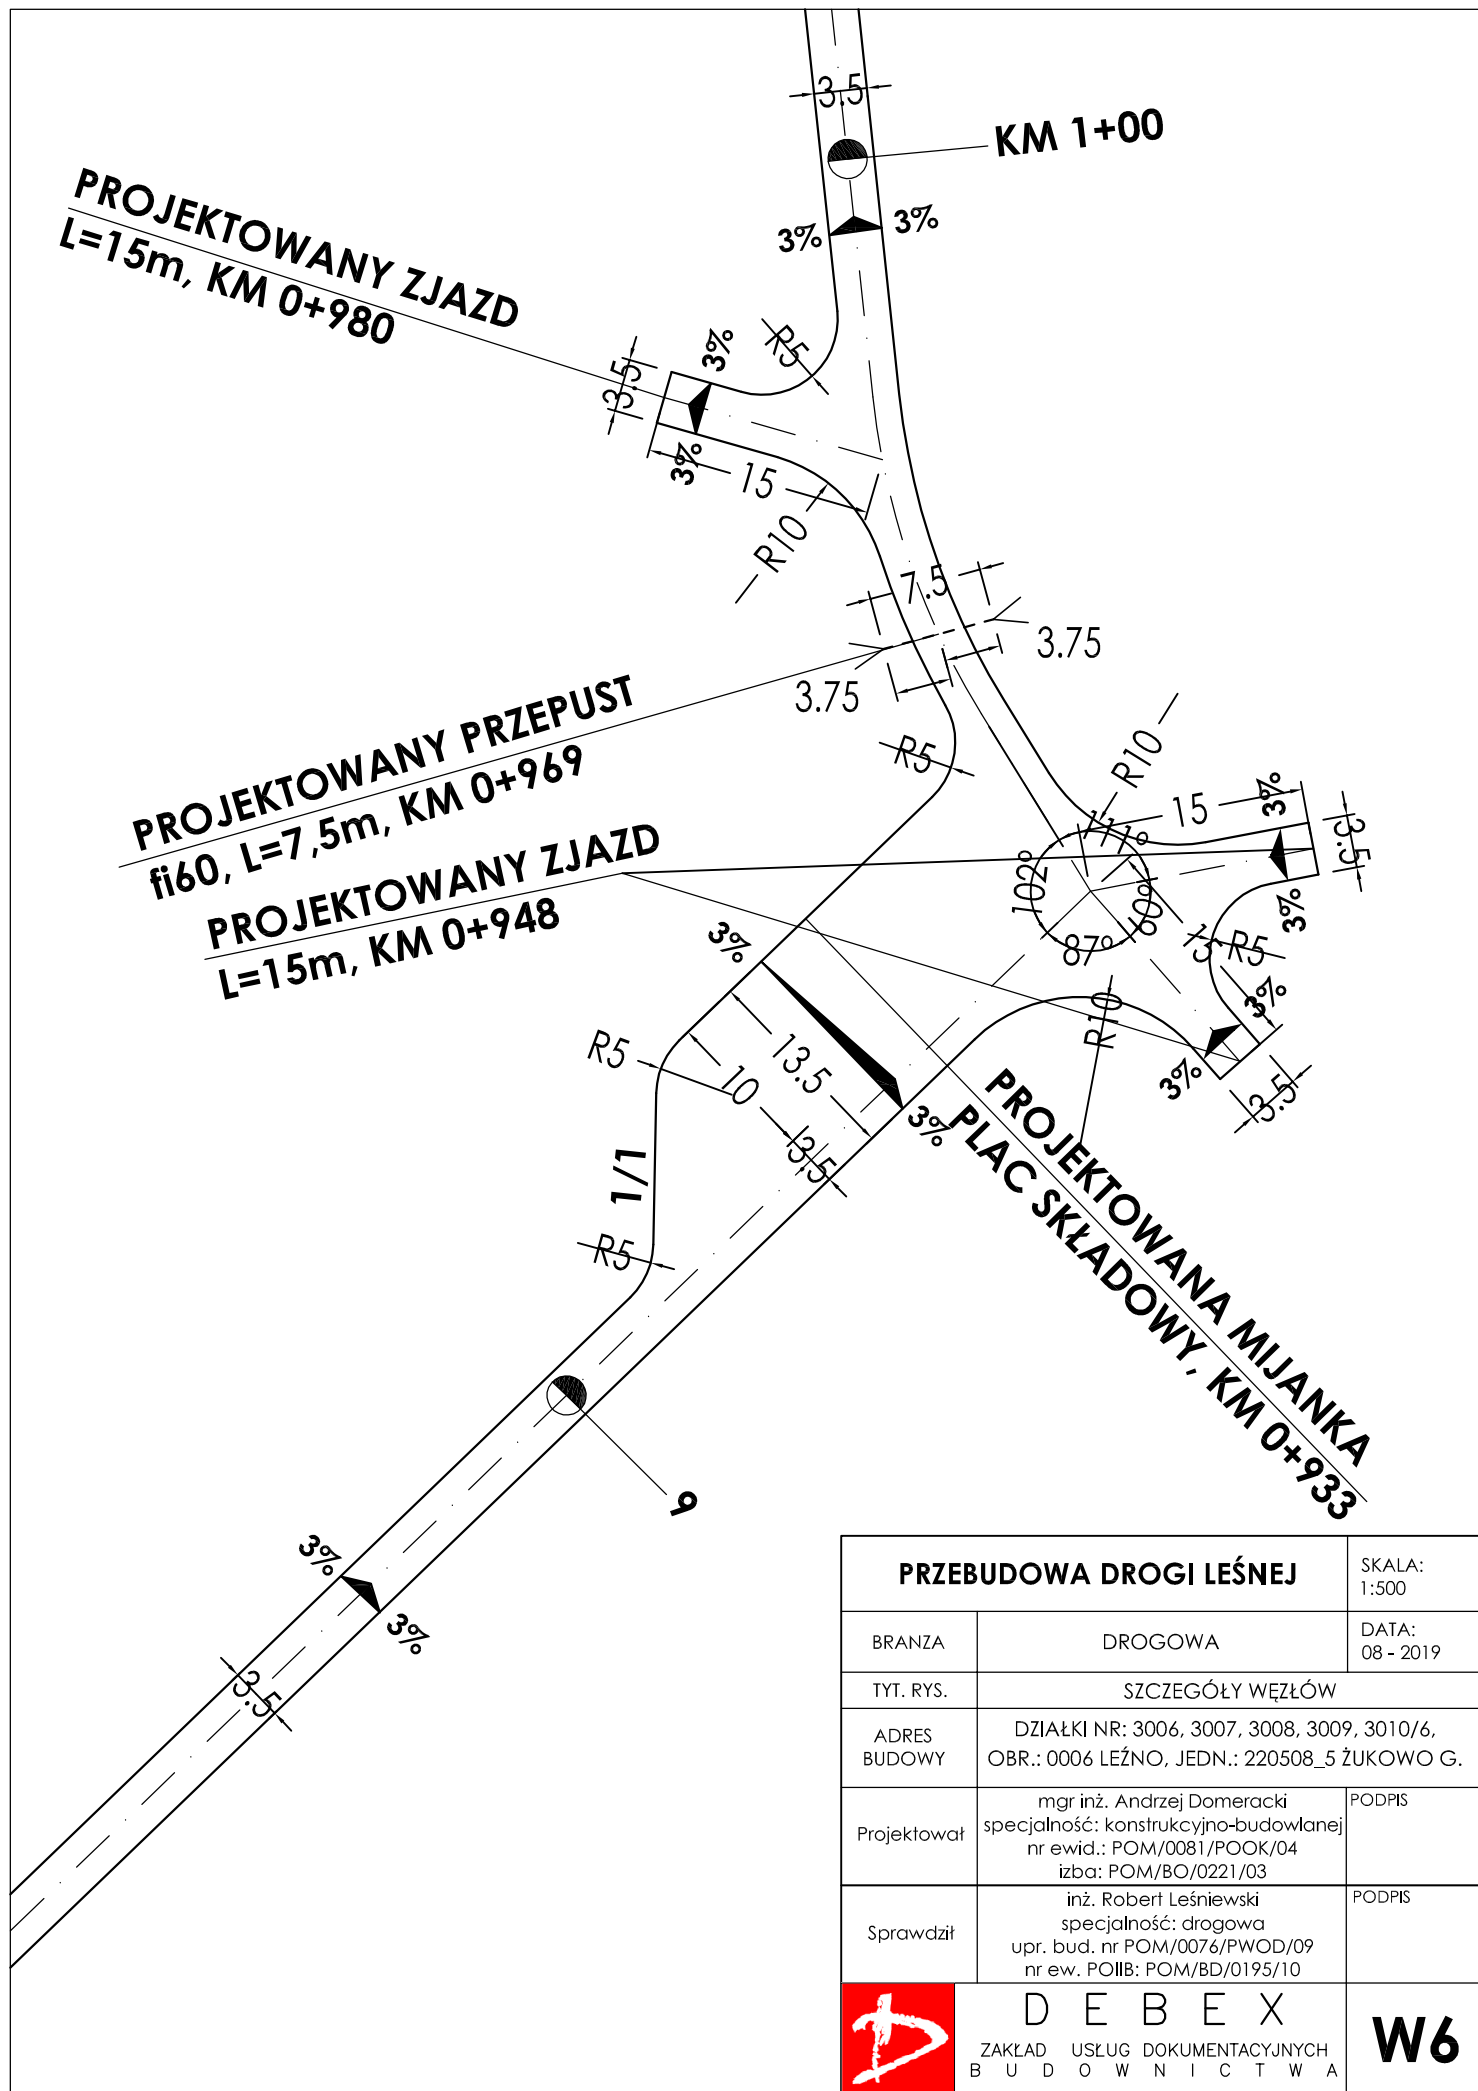 3.5
KM 1+00
3%
3%
PROJEKTOWANY ZJAZD
L=15m, KM 0+980
3.5
3%
R5
3%
15
R10
7.5
3.75
3.75
PROJEKTOWANY PRZEPUST
fi60, L=7,5m, KM 0+969
R5
R10
PROJEKTOWANY ZJAZD
L=15m, KM 0+948
15
3%
3.5
111°
102°
60°
87°
3%
15
R5
3%
R10
3%
3.5
3%
13.5
R5
10
3.5
3%
1/1
R5
PROJEKTOWANA MIJANKA
PLAC SKŁADOWY, KM 0+933
9
3%
3%
3.5
PRZEBUDOWA DROGI LEŚNEJ
SKALA:
1:500
BRANZA
DROGOWA
DATA:
08 - 2019
TYT. RYS.
SZCZEGÓŁY WĘZŁÓW
ADRES
BUDOWY
DZIAŁKI NR: 3006, 3007, 3008, 3009, 3010/6,
OBR.: 0006 LEŹNO, JEDN.: 220508_5 ŻUKOWO G.
Projektował
mgr inż. Andrzej Domeracki
specjalność: konstrukcyjno-budowlanej
nr ewid.: POM/0081/POOK/04
izba: POM/BO/0221/03
PODPIS
Sprawdził
inż. Robert Leśniewski
specjalność: drogowa
upr. bud. nr POM/0076/PWOD/09
nr ew. POIIB: POM/BD/0195/10
PODPIS
D E B E X
ZAKŁAD USŁUG DOKUMENTACYJNYCH
B U D O W N I C T W A
W6